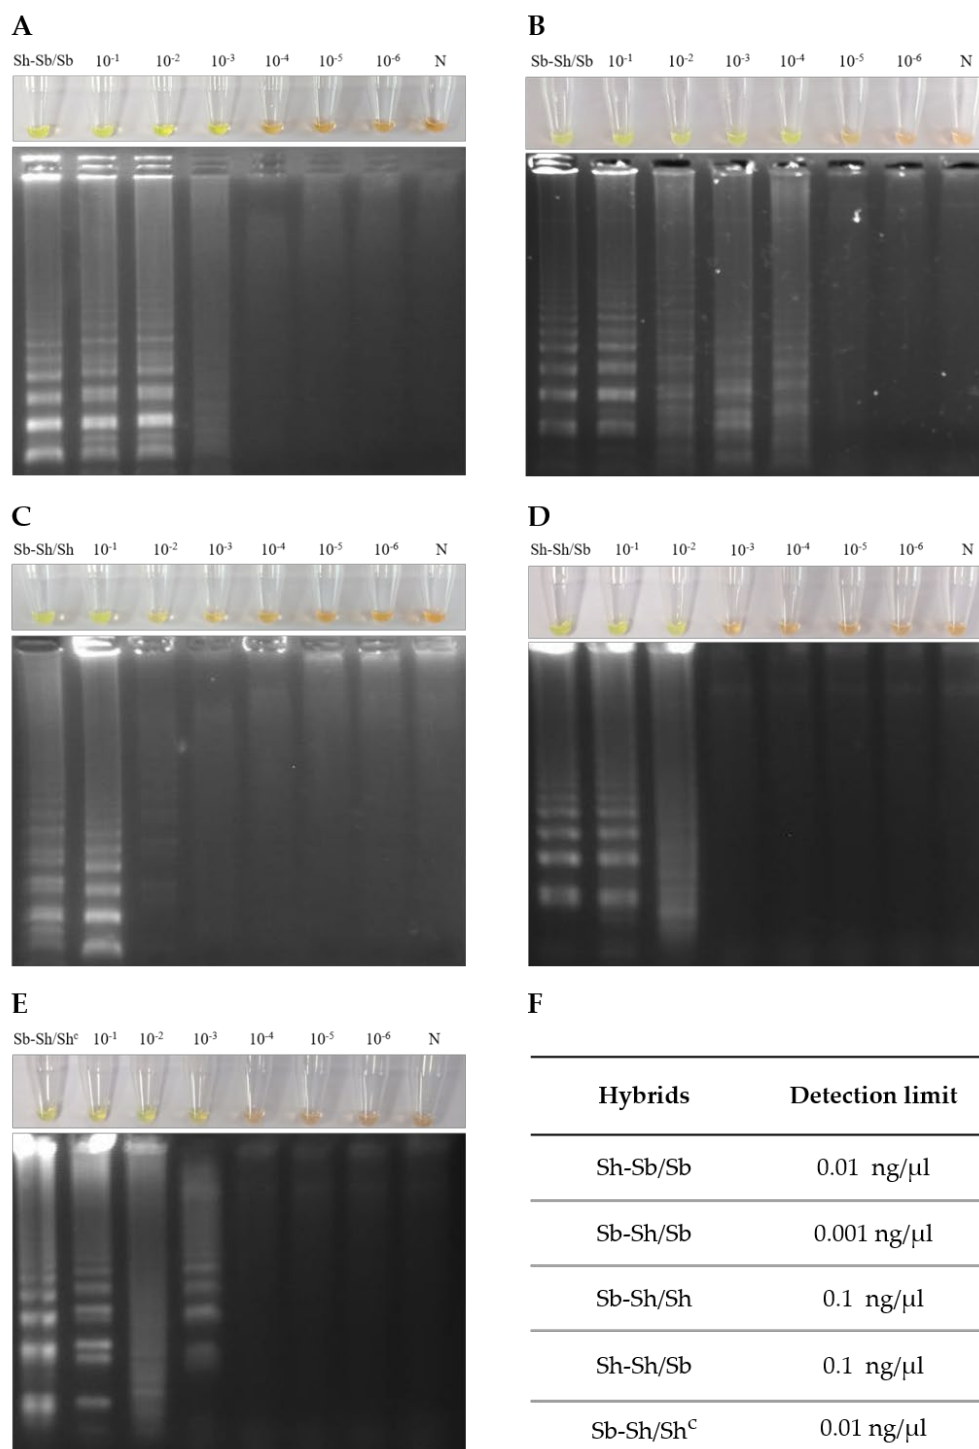 A
Sh-Sb/Sb 10⁻¹ 10⁻² 10⁻³ 10⁻⁴ 10⁻⁵ 10⁻⁶ N
B
Sb-Sh/Sb 10⁻¹ 10⁻² 10⁻³ 10⁻⁴ 10⁻⁵ 10⁻⁶ N
C
Sb-Sh/Sh 10⁻¹ 10⁻² 10⁻³ 10⁻⁴ 10⁻⁵ 10⁻⁶ N
D
Sh-Sh/Sb 10⁻¹ 10⁻² 10⁻³ 10⁻⁴ 10⁻⁵ 10⁻⁶ N
E
Sb-Sh/Shᶜ 10⁻¹ 10⁻² 10⁻³ 10⁻⁴ 10⁻⁵ 10⁻⁶ N
F
Hybrids Detection limit
Sh-Sb/Sb 0.01 ng/μl
Sb-Sh/Sb 0.001 ng/μl
Sb-Sh/Sh 0.1 ng/μl
Sh-Sh/Sb 0.1 ng/μl
Sb-Sh/Shᶜ 0.01 ng/μl